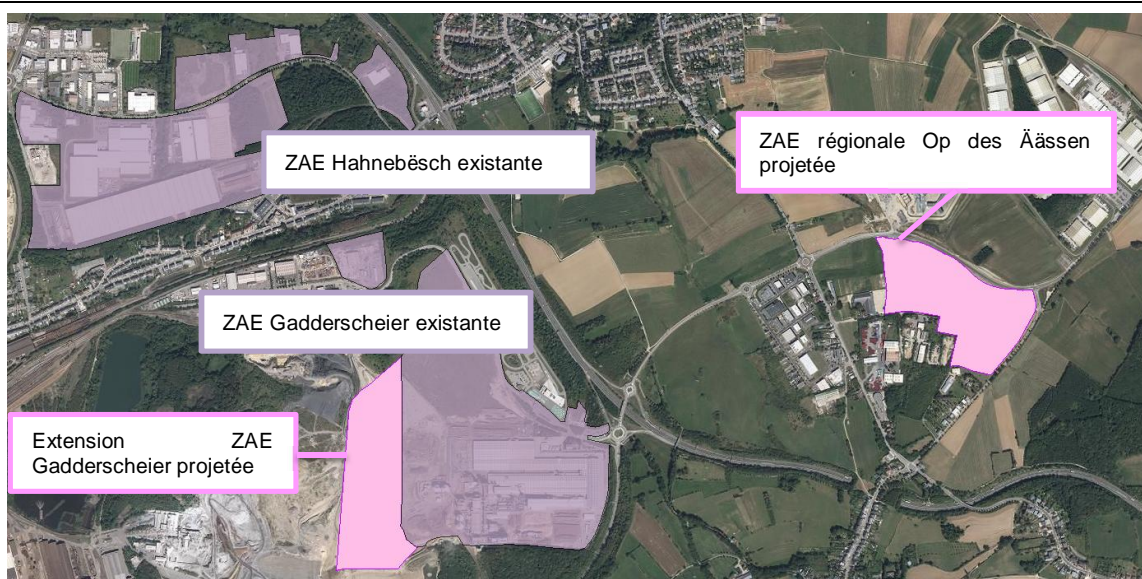 ZAE Hahnebësch existante
ZAE régionale Op des Äässen
projetée
ZAE Gadderscheier existante
Extension ZAE
Gadderscheier projetée